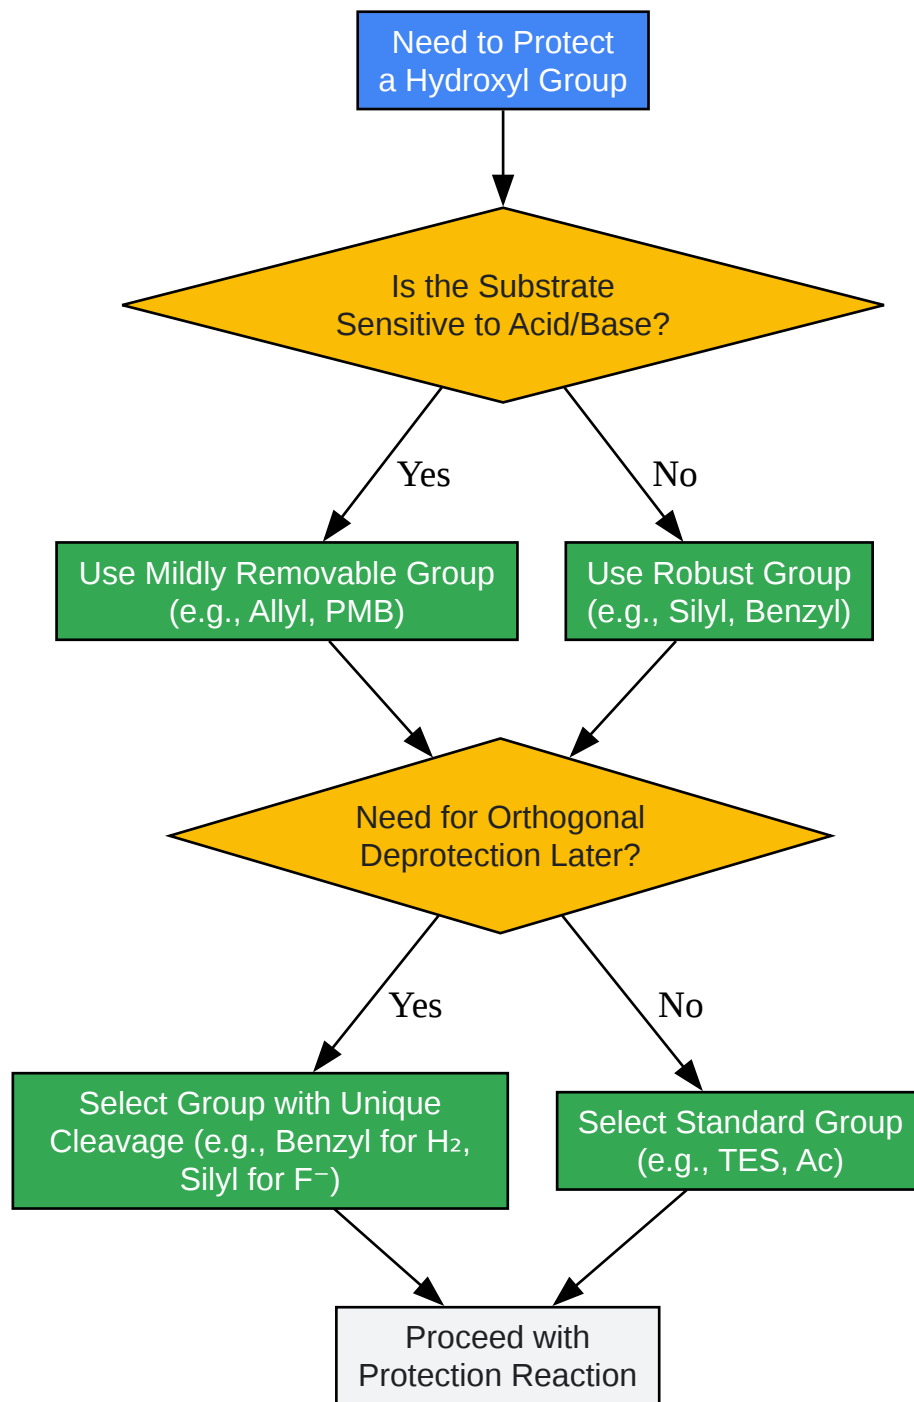 Need to Protect
a Hydroxyl Group
Is the Substrate
Sensitive to Acid/Base?
Yes
No
Use Mildly Removable Group
(e.g., Allyl, PMB)
Use Robust Group
(e.g., Silyl, Benzyl)
Need for Orthogonal
Deprotection Later?
Yes
No
Select Group with Unique
Cleavage (e.g., Benzyl for H₂,
Silyl for F⁻)
Select Standard Group
(e.g., TES, Ac)
Proceed with
Protection Reaction